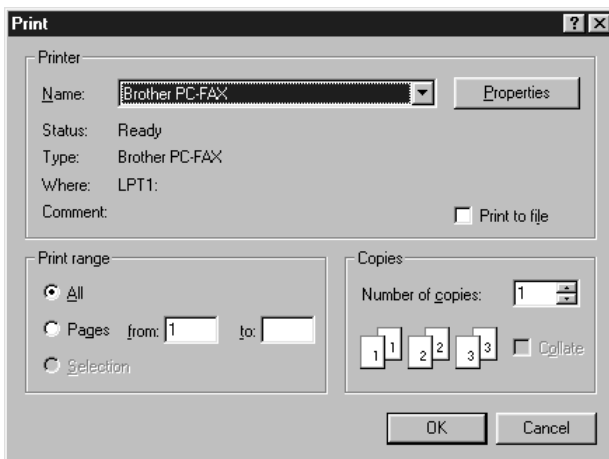 Print
Printer
Name: Brother PC-FAX Properties
Status: Ready
Type: Brother PC-FAX
Where: LPT1:
Comment: Print to file
Print range
All
Pages from: 1 to:
Selection
Copies
Number of copies: 1
1 1 2 2 3 3 Collate
OK Cancel